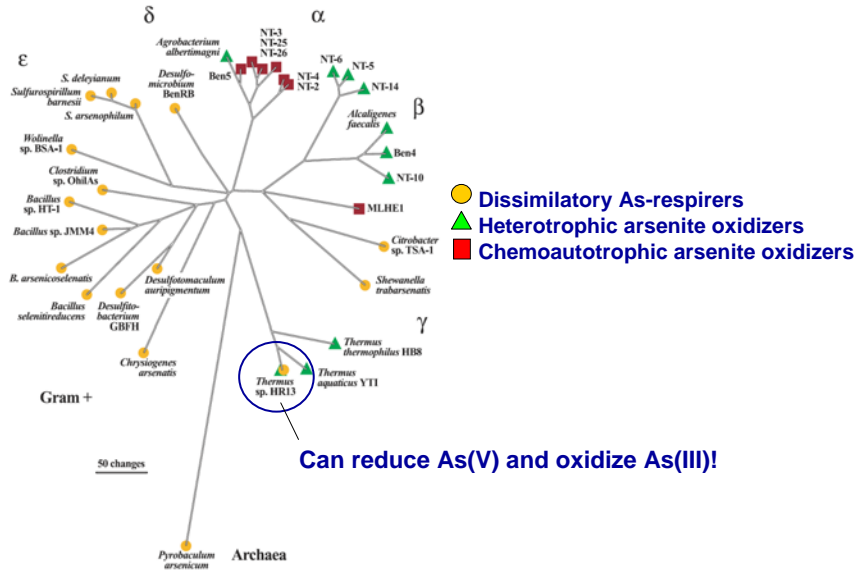 δ
α
ε
β
γ
Agrobacterium
albertimagni
NT-3
NT-25
NT-26
Ben5
NT-4
NT-2
NT-6
NT-5
NT-14
Alcaligenes
faecalis
Ben4
NT-10
MLHE1
Citrobacter
sp. TSA-1
Shewanella
trabarsenatis
S. deleyianum
Sulfurospirillum
barnesii
S. arsenophilum
Desulfo-
microbium
BenRB
Wolinella
sp. BSA-1
Clostridium
sp. OhilAs
Bacillus
sp. HT-1
Bacillus sp. JMM4
B. arsenicoselenatis
Bacillus
selenitireducens
Desulfito-
bacterium
GBFH
Desulfotomaculum
auripigmentum
Chrysiogenes
arsenatis
Thermus
thermophilus HB8
Thermus
aquaticus YT1
Thermus
sp. HR13
Gram +
50 changes
Pyrobaculum
arsenicum
Archaea
Dissimilatory As-respirers
Heterotrophic arsenite oxidizers
Chemoautotrophic arsenite oxidizers
Can reduce As(V) and oxidize As(III)!